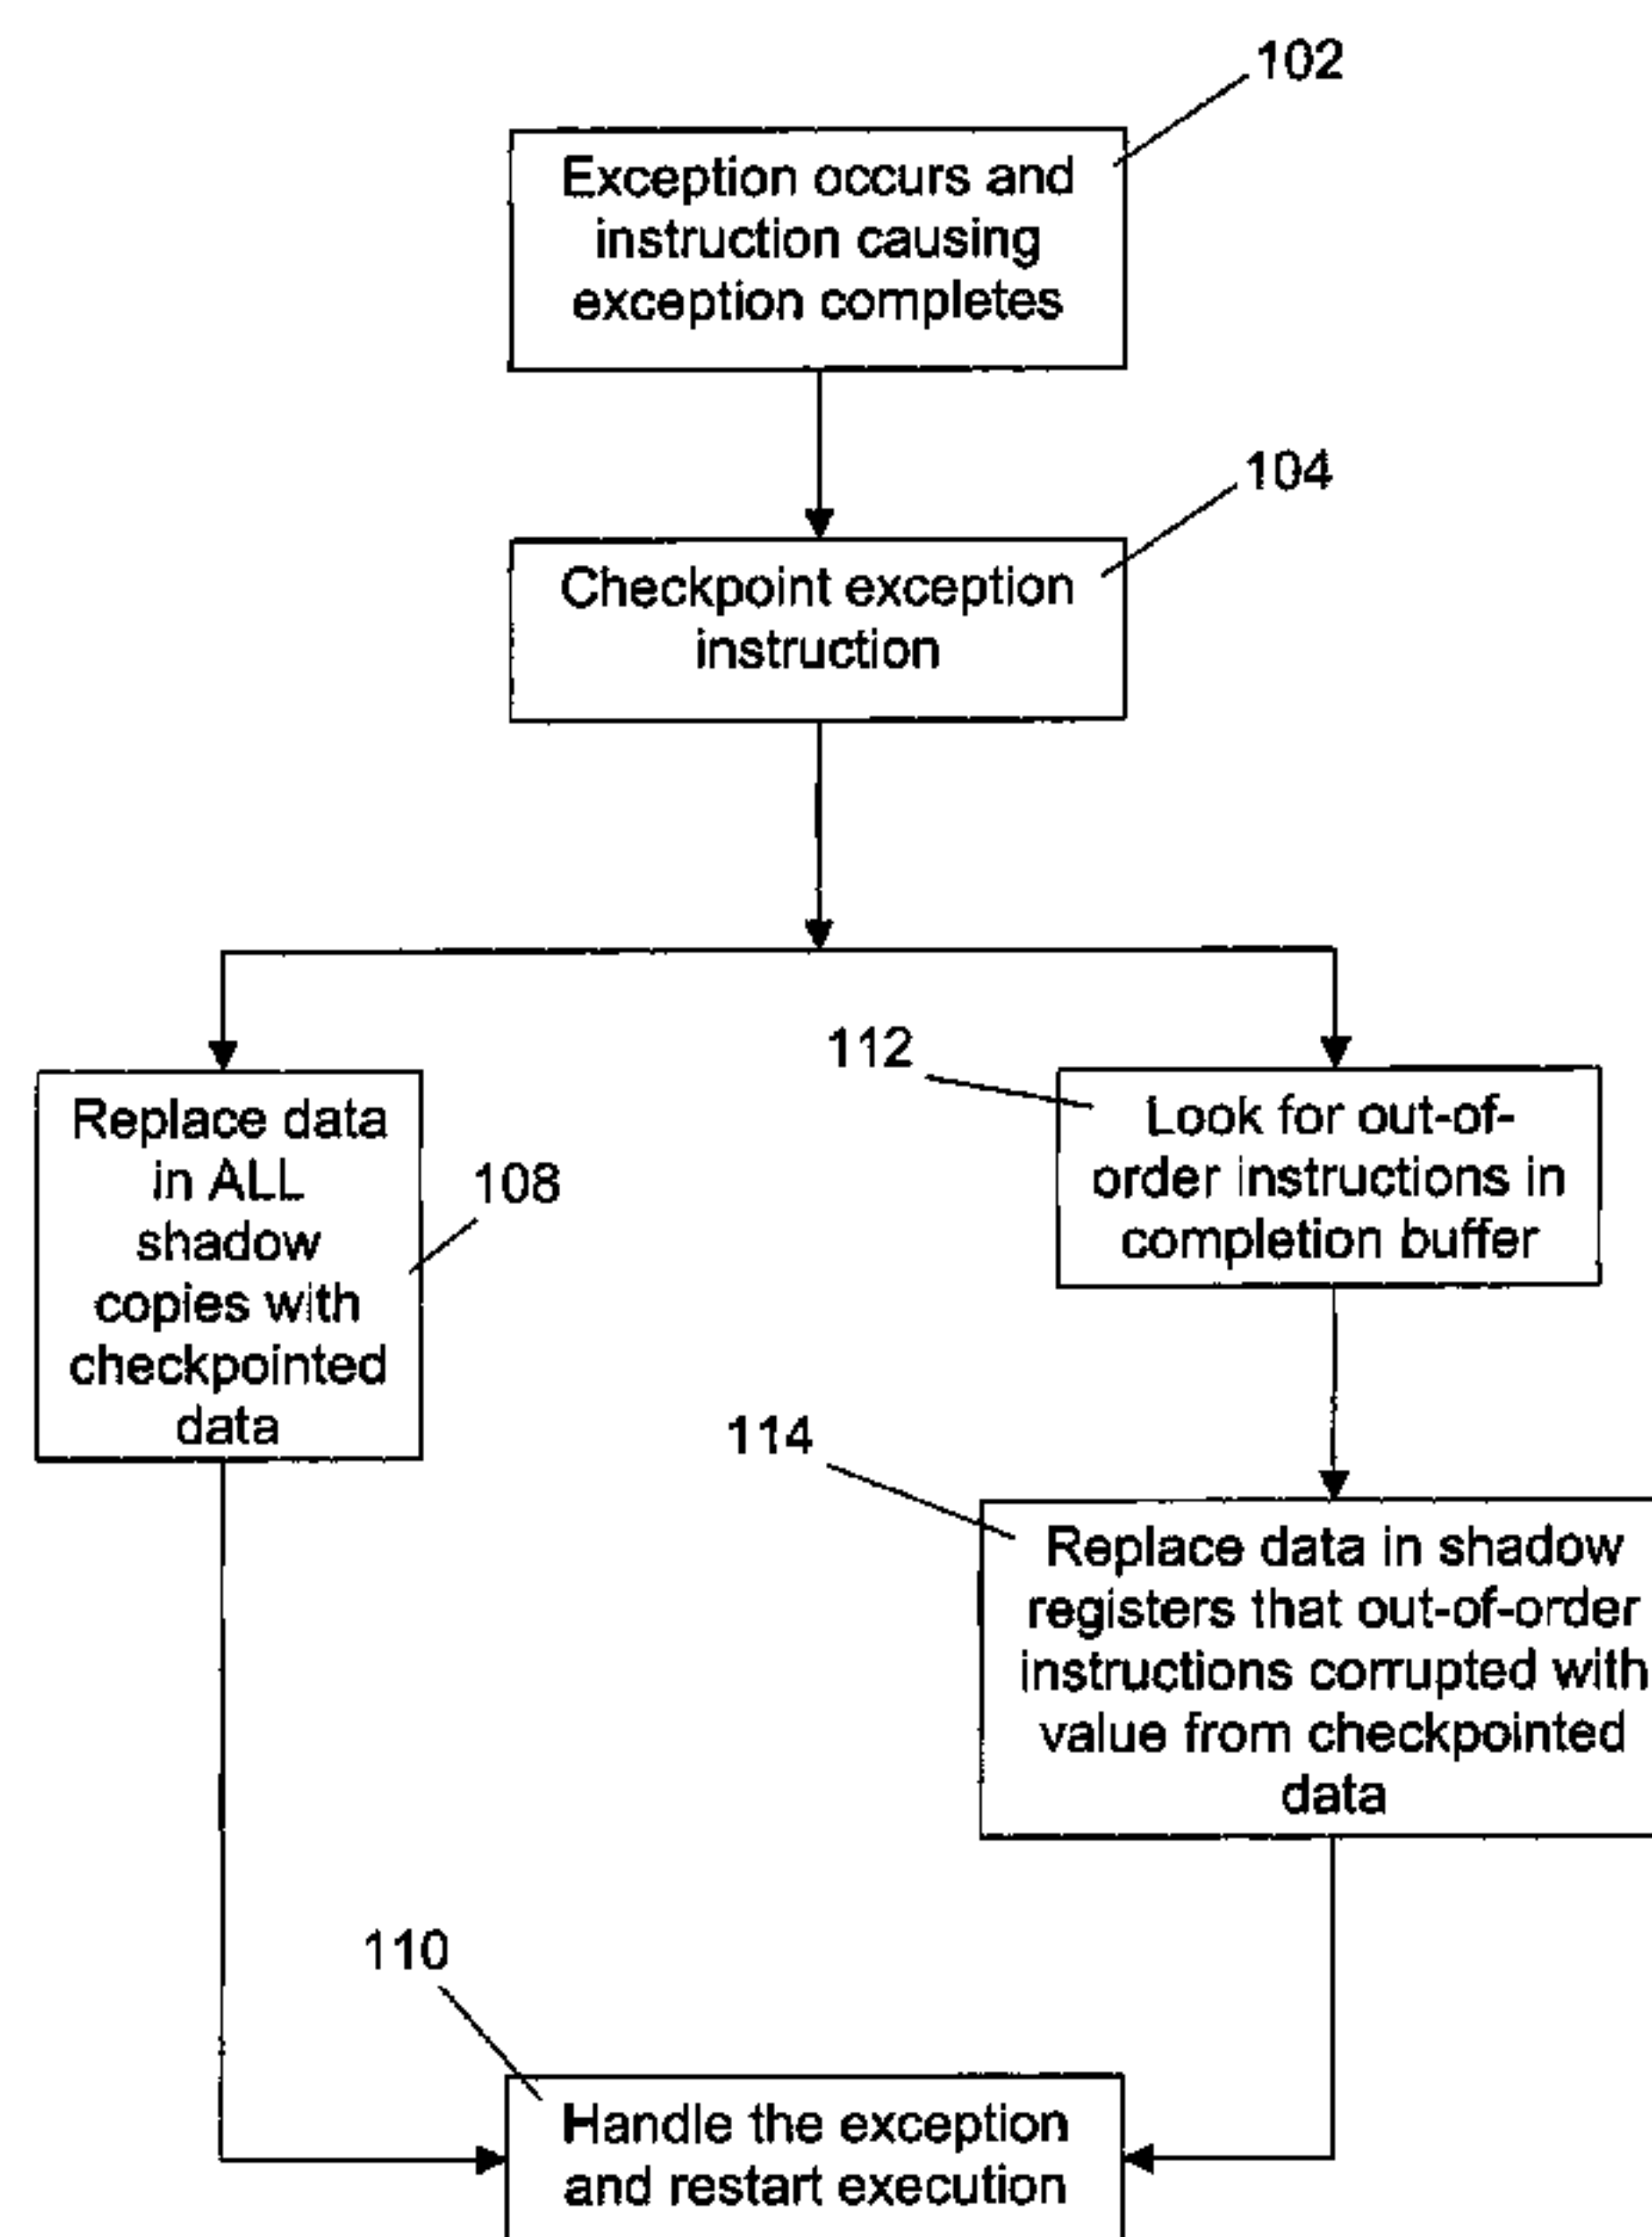 102
Exception occurs and
instruction causing
exception completes
104
Checkpoint exception
instruction
Replace data
in ALL
shadow
copies with
checkpointed
data
108
112
Look for out-of-
order instructions in
completion buffer
114
Replace data in shadow
registers that out-of-order
instructions corrupted with
value from checkpointed
data
110
Handle the exception
and restart execution